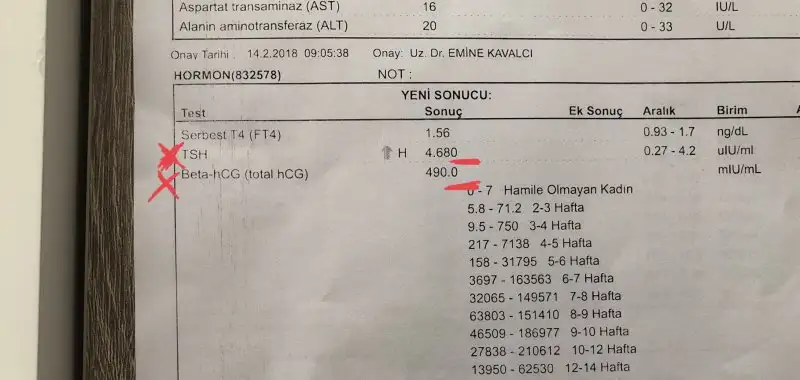 Aspartat transaminaz (AST) 16 0 - 32 IU/L
Alanin aminotransferaz (ALT) 20 0 - 33 U/L
Onay Tarihi : 14.2.2018 09:05:38 Onay: Uz. Dr. EMİNE KAVALCI
HORMON(832578) NOT :
YENİ SONUCU:
Test Sonuç Ek Sonuç Aralık Birim
Serbest T4 (FT4) 1.56 0.93 - 1.7 ng/dL
TSH H 4.680 0.27 - 4.2 uIU/ml
Beta-hCG (total hCG) 490.0 mIU/mL
0 - 7 Hamile Olmayan Kadın
5.8 - 71.2 2-3 Hafta
9.5 - 750 3-4 Hafta
217 - 7138 4-5 Hafta
158 - 31795 5-6 Hafta
3697 - 163563 6-7 Hafta
32065 - 149571 7-8 Hafta
63803 - 151410 8-9 Hafta
46509 - 186977 9-10 Hafta
27838 - 210612 10-12 Hafta
13950 - 62530 12-14 Hafta